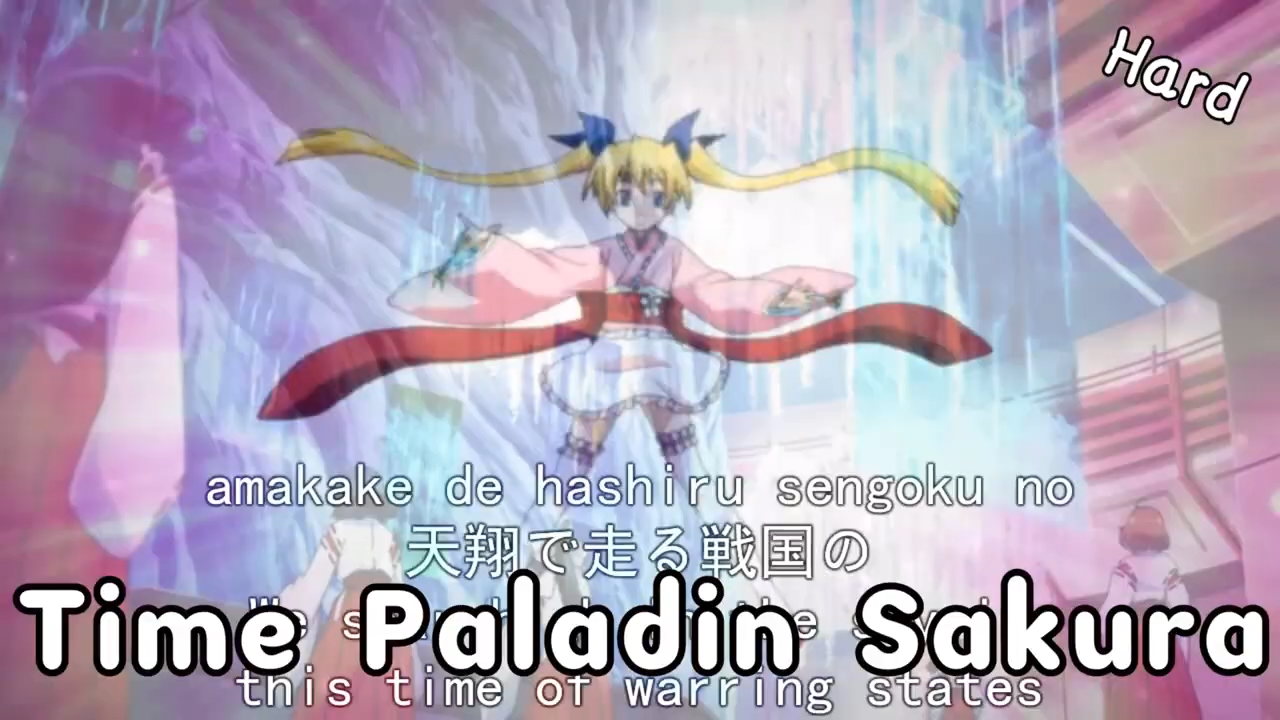 Hard
amakake de hashiru sengoku no
天翔で走る戦国の
Time Paladin Sakura
this time of warring states